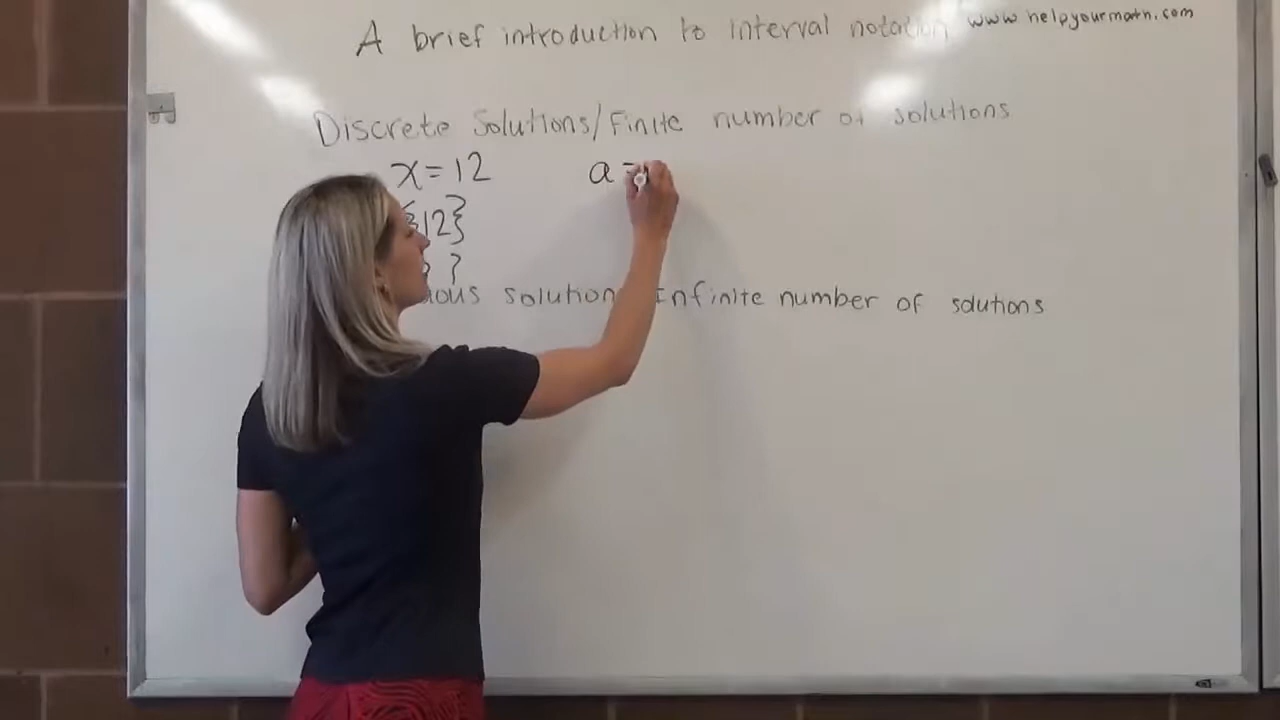 A brief introduction to interval notation www.helpyourmath.com
Discrete Solutions/Finite number of solutions
x=12 a=
{12}
}
solution Infinite number of solutions